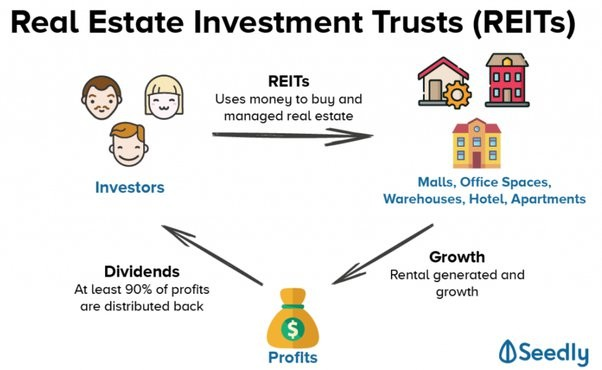 Real Estate Investment Trusts (REITs)
REITs
Uses money to buy and
managed real estate
Investors
Malls, Office Spaces,
Warehouses, Hotel, Apartments
Dividends
At least 90% of profits
are distributed back
Growth
Rental generated and
growth
$
Profits
Seedly